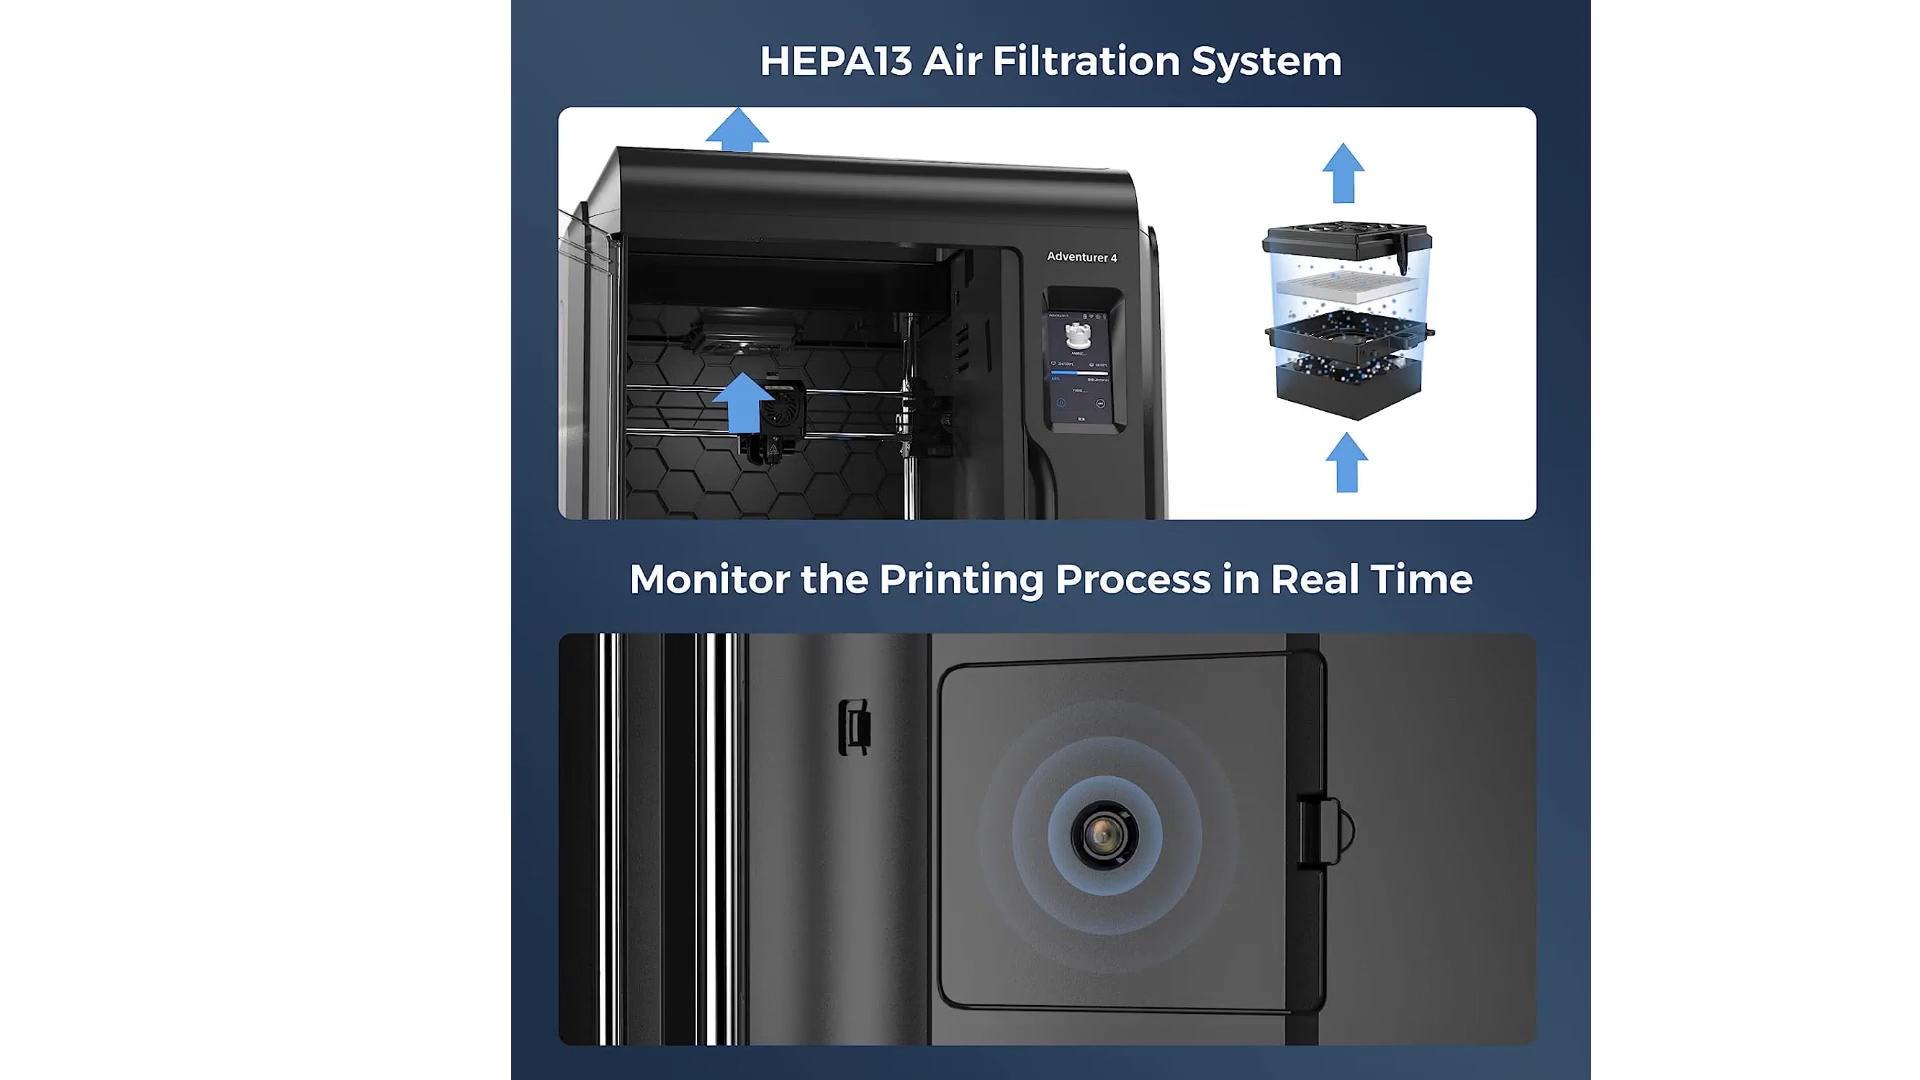 HEPA13 Air Filtration System
Adventurer 4
Monitor the Printing Process in Real Time